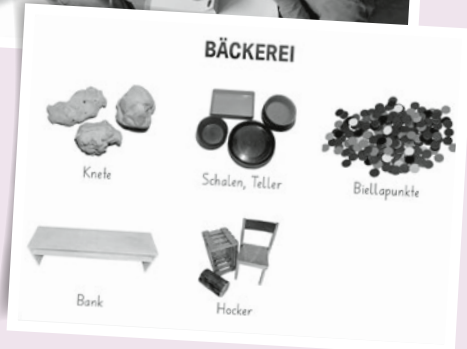 BÄCKEREI
Knete
Schalen, Teller
Biellapunkte
Bank
Hocker